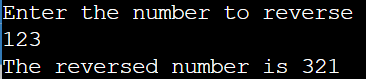 Enter the number to reverse
123
The reversed number is 321